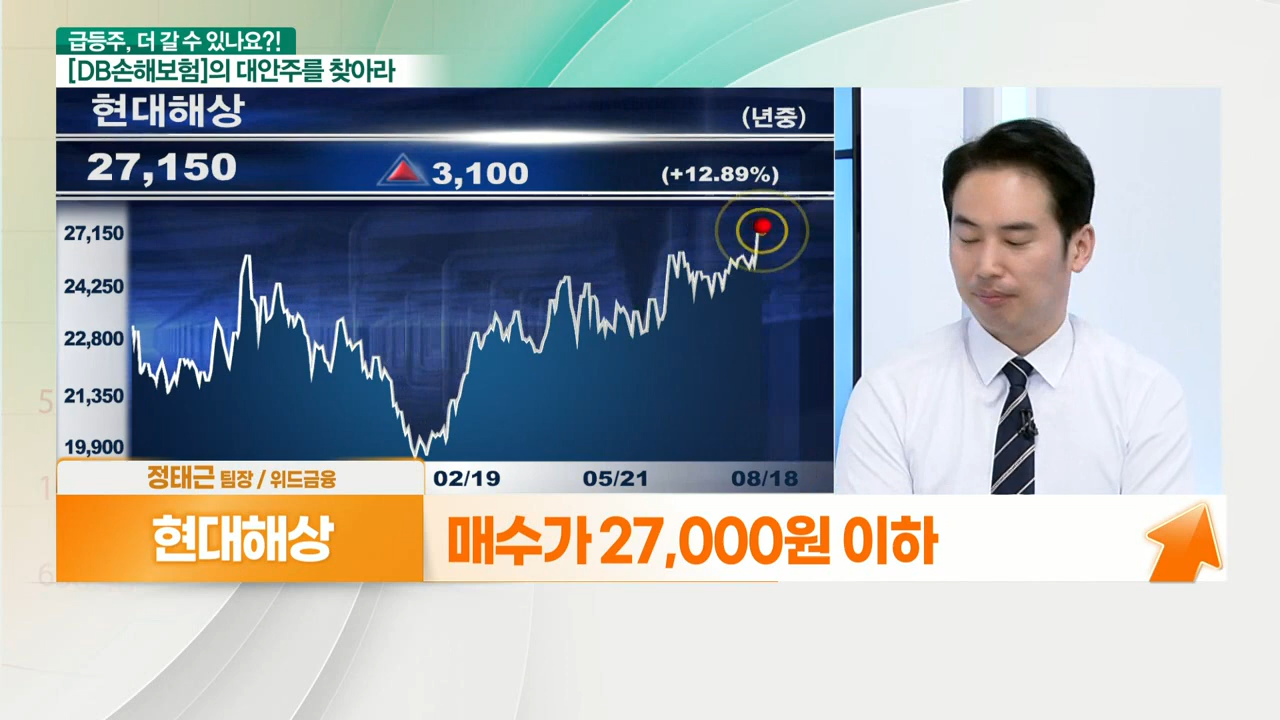 급등주, 더 갈 수 있나요?!
[DB손해보험]의 대안주를 찾아라
현대해상 (년중)
27,150 3,100 (+12.89%)
27,150
24,250
22,800
21,350
19,900
02/19 05/21 08/18
정태근 팀장 / 위드금융
현대해상 매수가 27,000원 이하